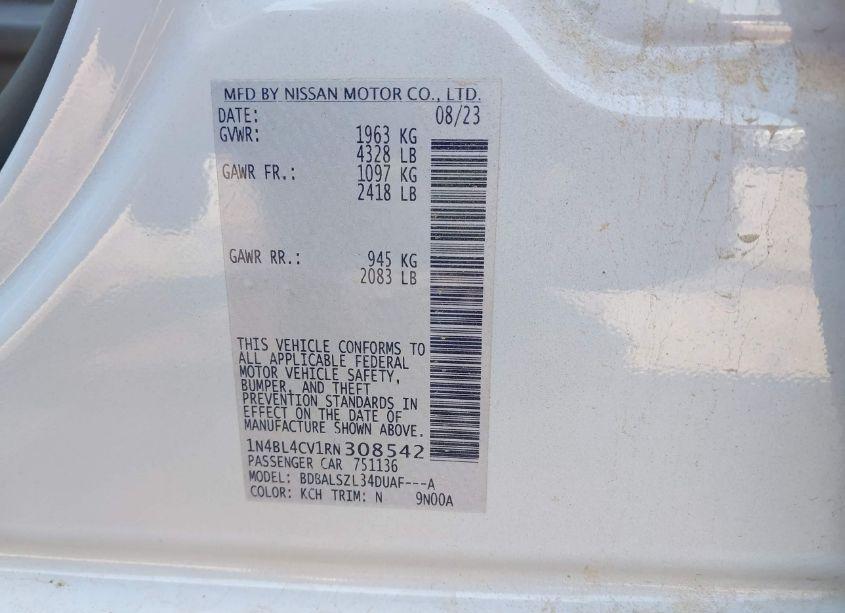 MFD BY NISSAN MOTOR CO., LTD.
DATE: 08/23
GVWR: 1963 KG
4328 LB
GAWR FR.: 1097 KG
2418 LB
GAWR RR.: 945 KG
2083 LB
THIS VEHICLE CONFORMS TO
ALL APPLICABLE FEDERAL
MOTOR VEHICLE SAFETY,
BUMPER, AND THEFT
PREVENTION STANDARDS IN
EFFECT ON THE DATE OF
MANUFACTURE SHOWN ABOVE.
1N4BL4CV1RN308542
PASSENGER CAR 751136
MODEL: BDBALSZL34DUAF---A
COLOR: KCH TRIM: N 9N00A